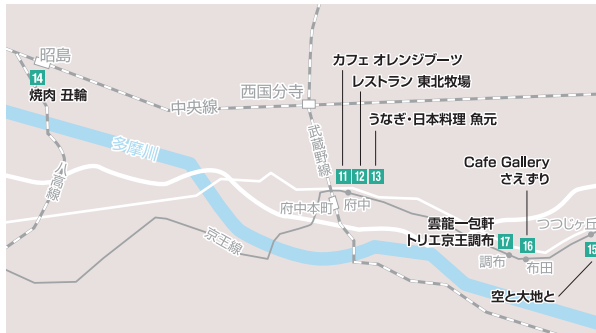 昭島
14
焼肉 丑輪
中央線
八高線
多摩川
西国分寺
武蔵野線
カフェ オレンジブーツ
レストラン 東北牧場
うなぎ・日本料理 魚元
11 12 13
府中本町
府中
京王線
Cafe Gallery
さえずり
雲龍一包軒
トリエ京王調布
17
16
調布
布田
つつじヶ丘
15
空と大地と